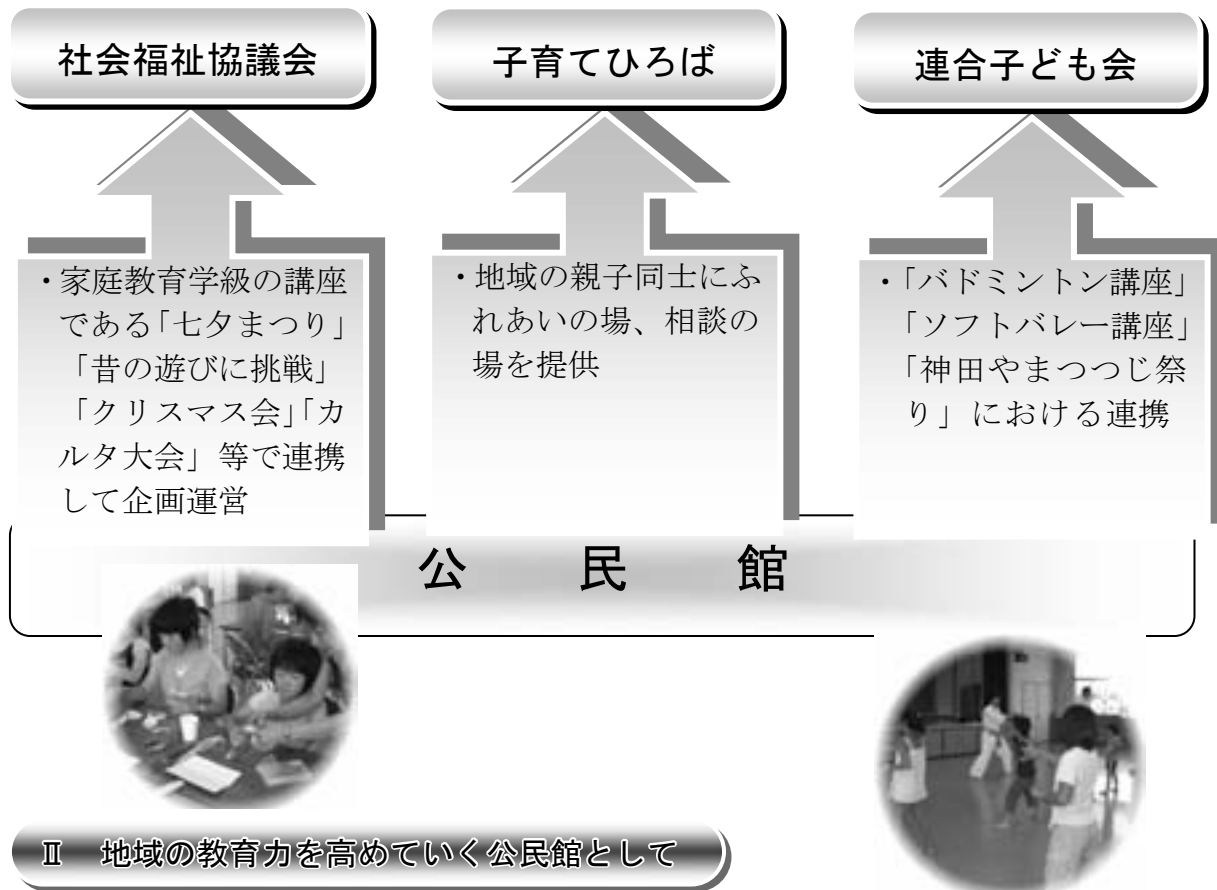 社会福祉協議会
子育てひろば
連合子ども会
・家庭教育学級の講座
である「七夕まつり」
「昔の遊びに挑戦」
「クリスマス会」「カ
ルタ大会」等で連携
して企画運営
・地域の親子同士にふ
れあいの場、相談の
場を提供
・「バドミントン講座」
「ソフトバレー講座」
「神田やまつつじ祭
り」における連携
公 民 館
Ⅱ 地域の教育力を高めていく公民館として